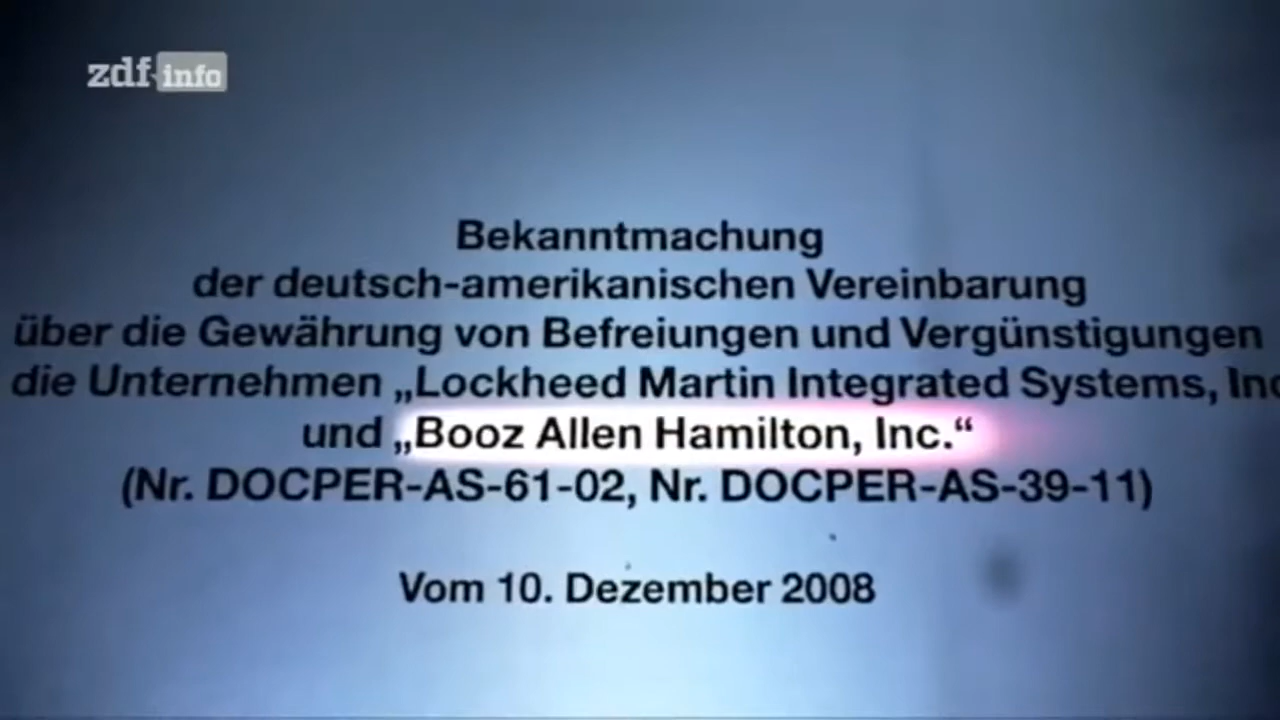 zdf info
Bekanntmachung
der deutsch-amerikanischen Vereinbarung
über die Gewährung von Befreiungen und Vergünstigungen
die Unternehmen „Lockheed Martin Integrated Systems, Inc
und „Booz Allen Hamilton, Inc.“
(Nr. DOCPER-AS-61-02, Nr. DOCPER-AS-39-11)
Vom 10. Dezember 2008